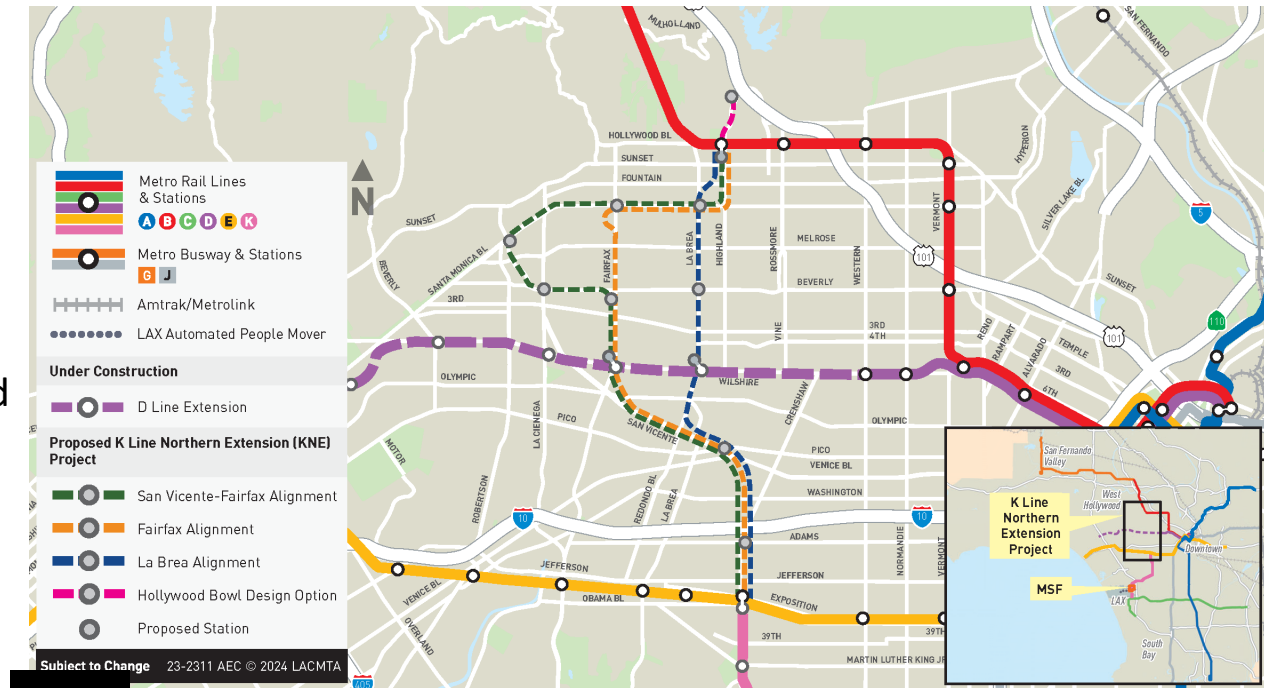 MULHOLLAND
SAN FERNANDO
HOLLYWOOD BL
SUNSET
FOUNTAIN
HYPERION
SILVER LAKE BL
VERMONT
5
101
SUNSET
BEVERLY
SANTA MONICA BL
FAIRFAX
LA BREA
HIGHLAND
ROSSMORE
MELROSE
WESTERN
BEVERLY
SUNSET
3RD
VINE
3RD
4TH
RENO
RAMPART
ALVARADO
TEMPLE
3RD
6TH
101
110
OLYMPIC
WILSHIRE
CRENSHAW
OLYMPIC
LA CIENEGA
PICO
SAN VICENTE
MOTOR
PICO
VENICE BL
ROBERTSON
REDONDO BL
LA BREA
WASHINGTON
10
10
ADAMS
NORMANDIE
VERMONT
JEFFERSON
JEFFERSON
VENICE BL
OBAMA BL
EXPOSITION
OVERLAND
39TH
39TH
MARTIN LUTHER KING JR
405
N
Metro Rail Lines
& Stations
A B C D E K
Metro Busway & Stations
G J
Amtrak/Metrolink
LAX Automated People Mover
Under Construction
D Line Extension
Proposed K Line Northern Extension (KNE)
Project
San Vicente-Fairfax Alignment
Fairfax Alignment
La Brea Alignment
Hollywood Bowl Design Option
Proposed Station
Subject to Change 23-2311 AEC © 2024 LACMTA
San Fernando
Valley
West
Hollywood
K Line
Northern
Extension
Project
Downtown
MSF
LAX
South
Bay